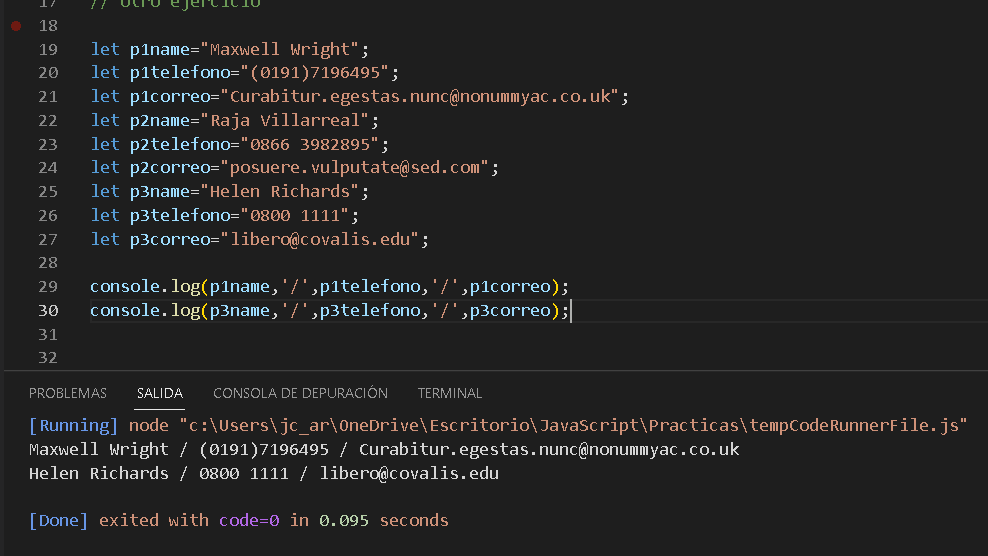 17 // otro ejercicio
18
19 let p1name="Maxwell Wright";
20 let p1telefono="(0191)7196495";
21 let p1correo="Curabitur.egestas.nunc@nonummyac.co.uk";
22 let p2name="Raja Villarreal";
23 let p2telefono="0866 3982895";
24 let p2correo="posuere.vulputate@sed.com";
25 let p3name="Helen Richards";
26 let p3telefono="0800 1111";
27 let p3correo="libero@covalis.edu";
28
29 console.log(p1name,'/',p1telefono,'/',p1correo);
30 console.log(p3name,'/',p3telefono,'/',p3correo);
31
32
PROBLEMAS SALIDA CONSOLA DE DEPURACIÓN TERMINAL
[Running] node "c:\Users\jc_ar\OneDrive\Escritorio\JavaScript\Practicas\tempCodeRunnerFile.js"
Maxwell Wright / (0191)7196495 / Curabitur.egestas.nunc@nonummyac.co.uk
Helen Richards / 0800 1111 / libero@covalis.edu
[Done] exited with code=0 in 0.095 seconds